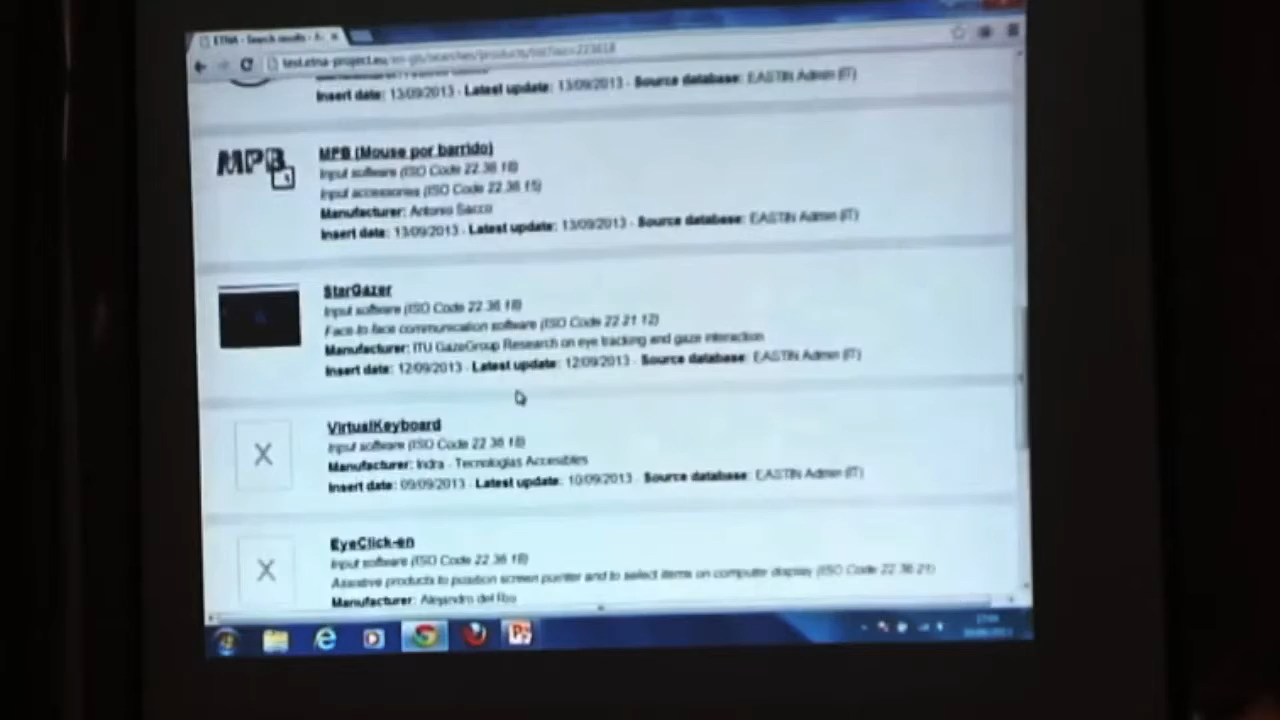 ETNA - Search results - A
Insert date: 13/09/2013 - Latest update: 13/09/2013 - Source database: EASTIN Admin (IT)
MPB
MPB (Mouse por barrido)
Input software (ISO Code 22 36 18)
Input accessories (ISO Code 22 36 15)
Manufacturer: Antonio Sacco
Insert date: 13/09/2013 - Latest update: 13/09/2013 - Source database: EASTIN Admin (IT)
StarGazer
Input software (ISO Code 22 36 18)
Face-to-face communication software (ISO Code 22 21 12)
Manufacturer: ITU GazeGroup Research on eye tracking and gaze interaction
Insert date: 12/09/2013 - Latest update: 12/09/2013 - Source database: EASTIN Admin (IT)
X
VirtualKeyboard
Input software (ISO Code 22 36 18)
Manufacturer: Indra - Tecnologías Accesibles
Insert date: 09/09/2013 - Latest update: 10/09/2013 - Source database: EASTIN Admin (IT)
X
EyeClick-en
Input software (ISO Code 22 36 18)
Assistive products to position screen pointer and to select items on computer display (ISO Code 22 36 21)
Manufacturer: Alejandro del Rio